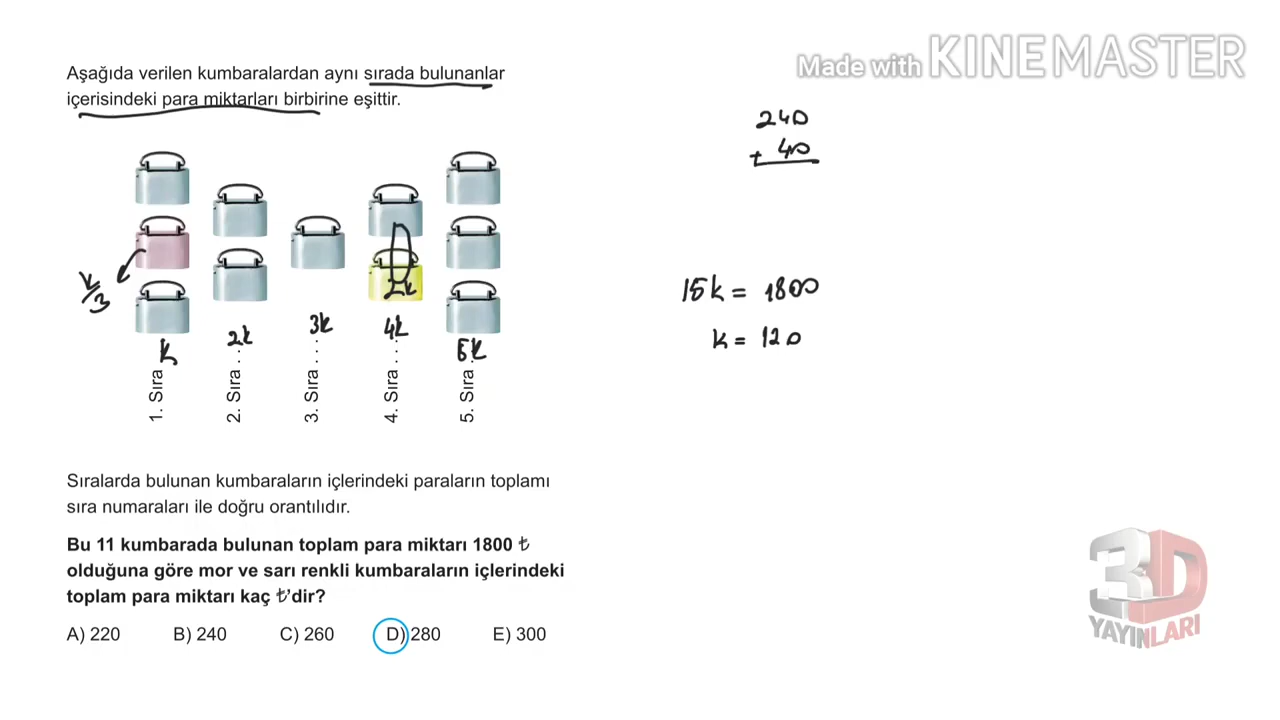 Made with KINEMASTER
Aşağıda verilen kumbaralardan aynı sırada bulunanlar
içerisindeki para miktarları birbirine eşittir.
240
+ 40
k/3
15k = 1800
k = 120
k
2k
3k
4k
2k
5k
1. Sıra
2. Sıra . . .
3. Sıra . . . .
4. Sıra . . . .
5. Sıra .
Sıralarda bulunan kumbaraların içlerindeki paraların toplamı
sıra numaraları ile doğru orantılıdır.
Bu 11 kumbarada bulunan toplam para miktarı 1800 ₺
olduğuna göre mor ve sarı renkli kumbaraların içlerindeki
toplam para miktarı kaç ₺'dir?
A) 220 B) 240 C) 260 D) 280 E) 300
3D
YAYINLARI